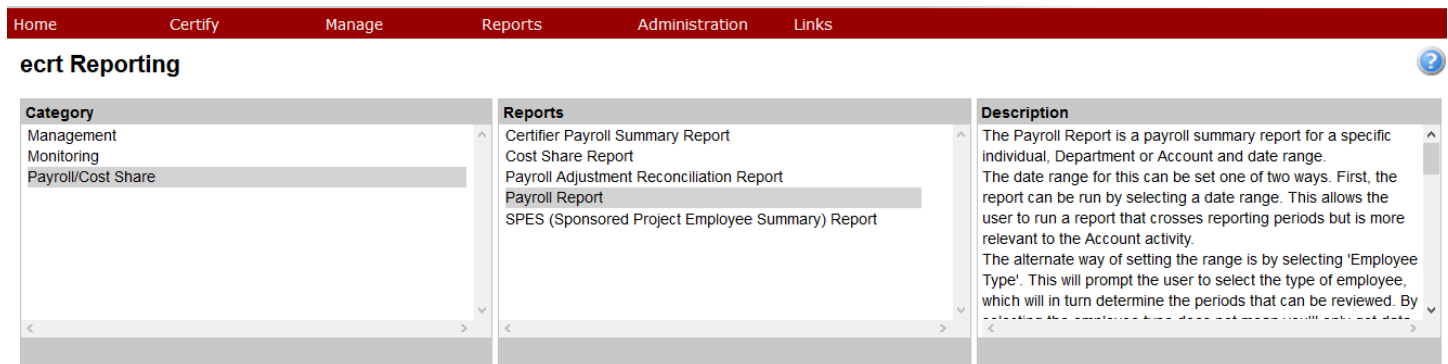 Home Certify Manage Reports Administration Links
ecrt Reporting
Category
Management
Monitoring
Payroll/Cost Share
Reports
Certifier Payroll Summary Report
Cost Share Report
Payroll Adjustment Reconciliation Report
Payroll Report
SPES (Sponsored Project Employee Summary) Report
Description
The Payroll Report is a payroll summary report for a specific
individual, Department or Account and date range.
The date range for this can be set one of two ways. First, the
report can be run by selecting a date range. This allows the
user to run a report that crosses reporting periods but is more
relevant to the Account activity.
The alternate way of setting the range is by selecting 'Employee
Type'. This will prompt the user to select the type of employee,
which will in turn determine the periods that can be reviewed. By